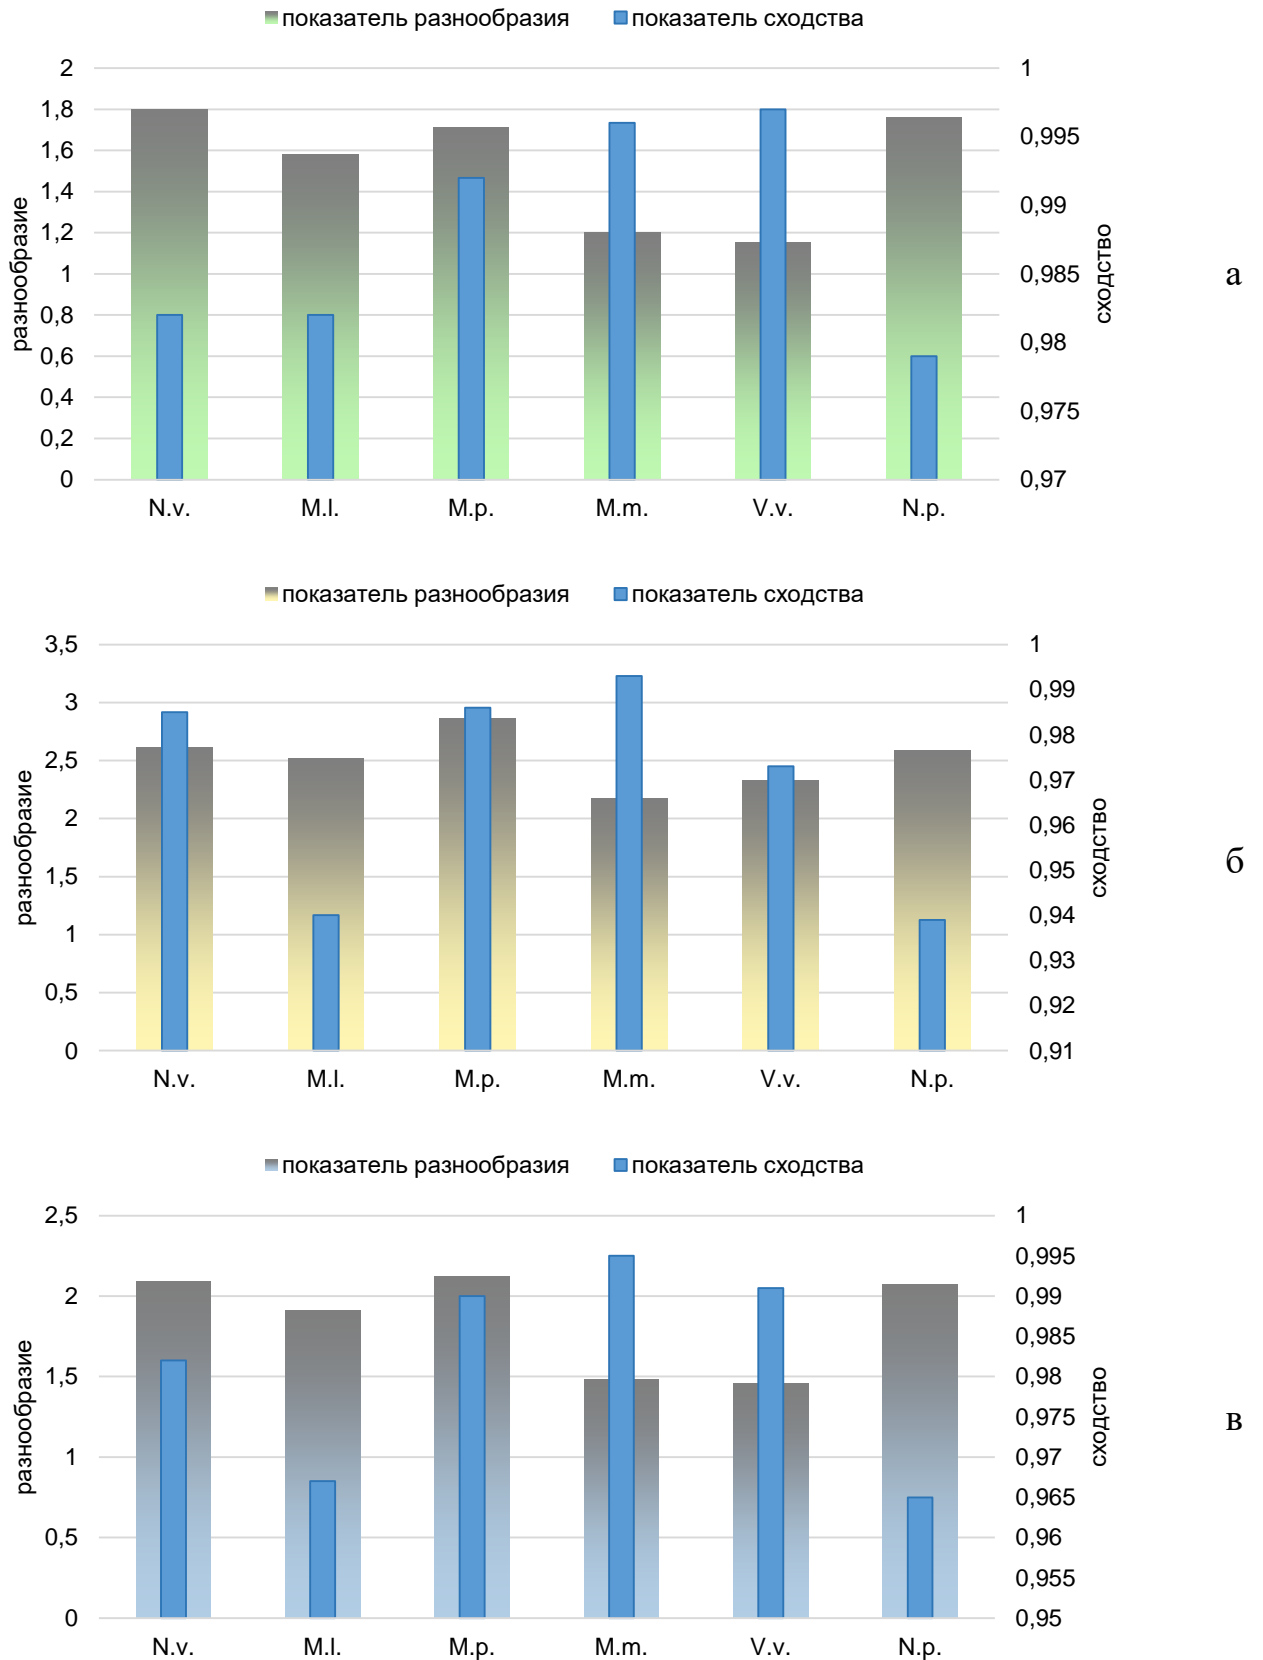 показатель разнообразия показатель сходства
2 1
1,8 0,995
1,6 0,99
1,4 0,985
1,2 0,98
1 0,975
0,8 0,97
0,6
0,4
0,2
0
разнообразие
сходство
а
N.v. M.l. M.p. M.m. V.v. N.p.
показатель разнообразия показатель сходства
3,5 1
3 0,99
2,5 0,98
2 0,97
1,5 0,96
1 0,95
0,5 0,94
0 0,93
0,92
0,91
разнообразие
сходство
б
N.v. M.l. M.p. M.m. V.v. N.p.
показатель разнообразия показатель сходства
2,5 1
2 0,995
1,5 0,99
1 0,985
0,5 0,98
0 0,975
0,97
0,965
0,96
0,955
0,95
разнообразие
сходство
в
N.v. M.l. M.p. M.m. V.v. N.p.